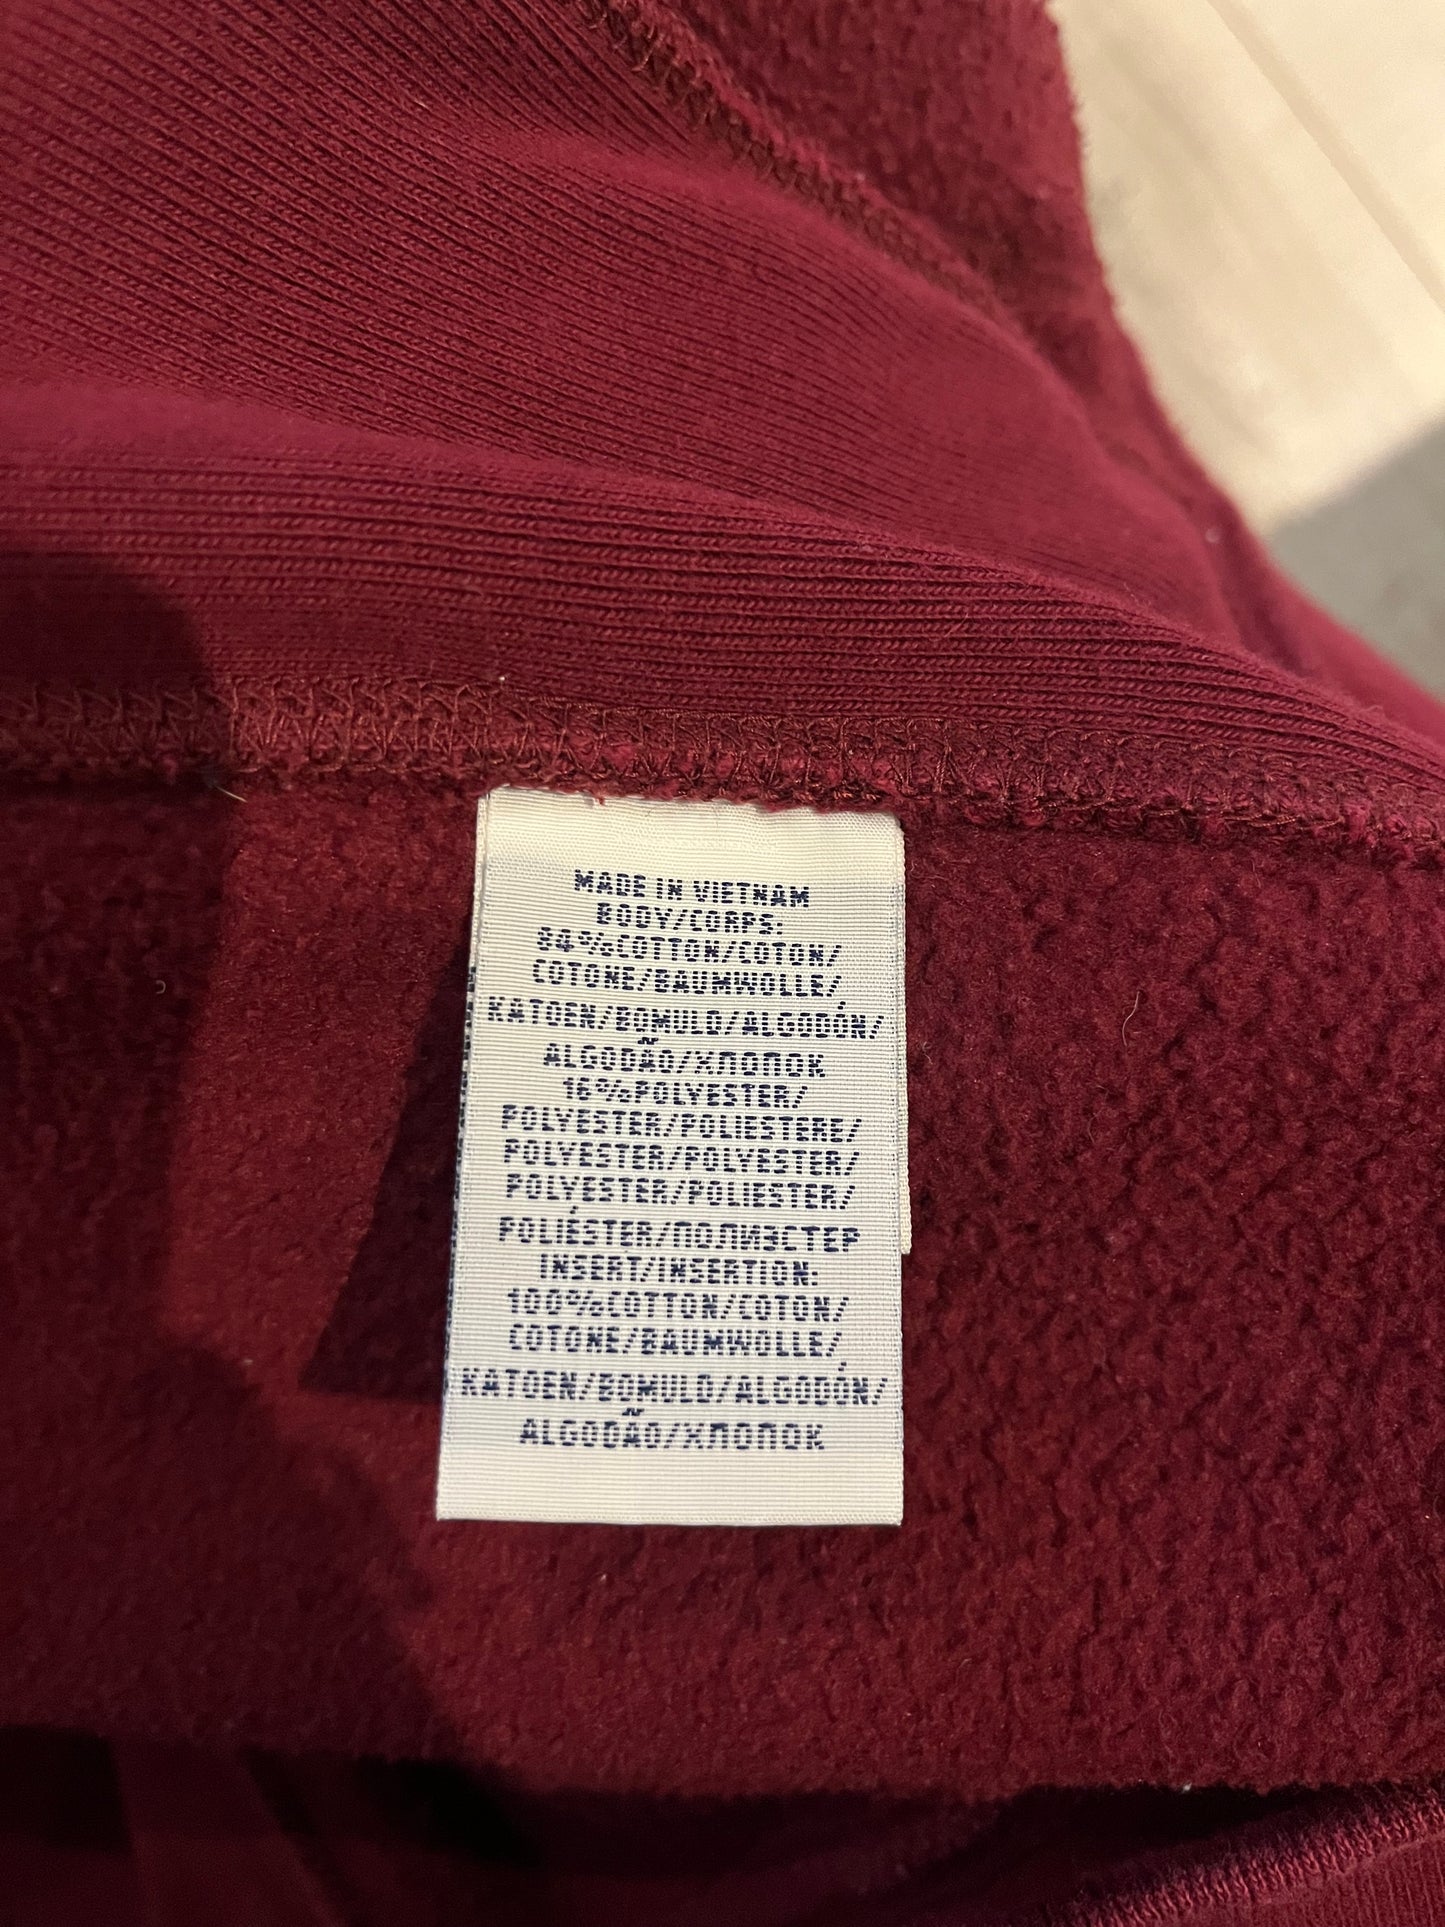 MADE IN VIETNAM
BODY/CORPS:
84%COTTON/COTON/
COTONE/BAUMWOLLE/
KATOEN/BOMULD/ALGODÓN/
ALGODÃO/ХЛОПОК
16%POLYESTER/
POLYESTER/POLIESTERE/
POLYESTER/POLYESTER/
POLYESTER/POLIESTER/
POLIÉSTER/ПОЛИЭСТЕР
INSERT/INSERTION:
100%COTTON/COTON/
COTONE/BAUMWOLLE/
KATOEN/BOMULD/ALGODÓN/
ALGODÃO/ХЛОПОК